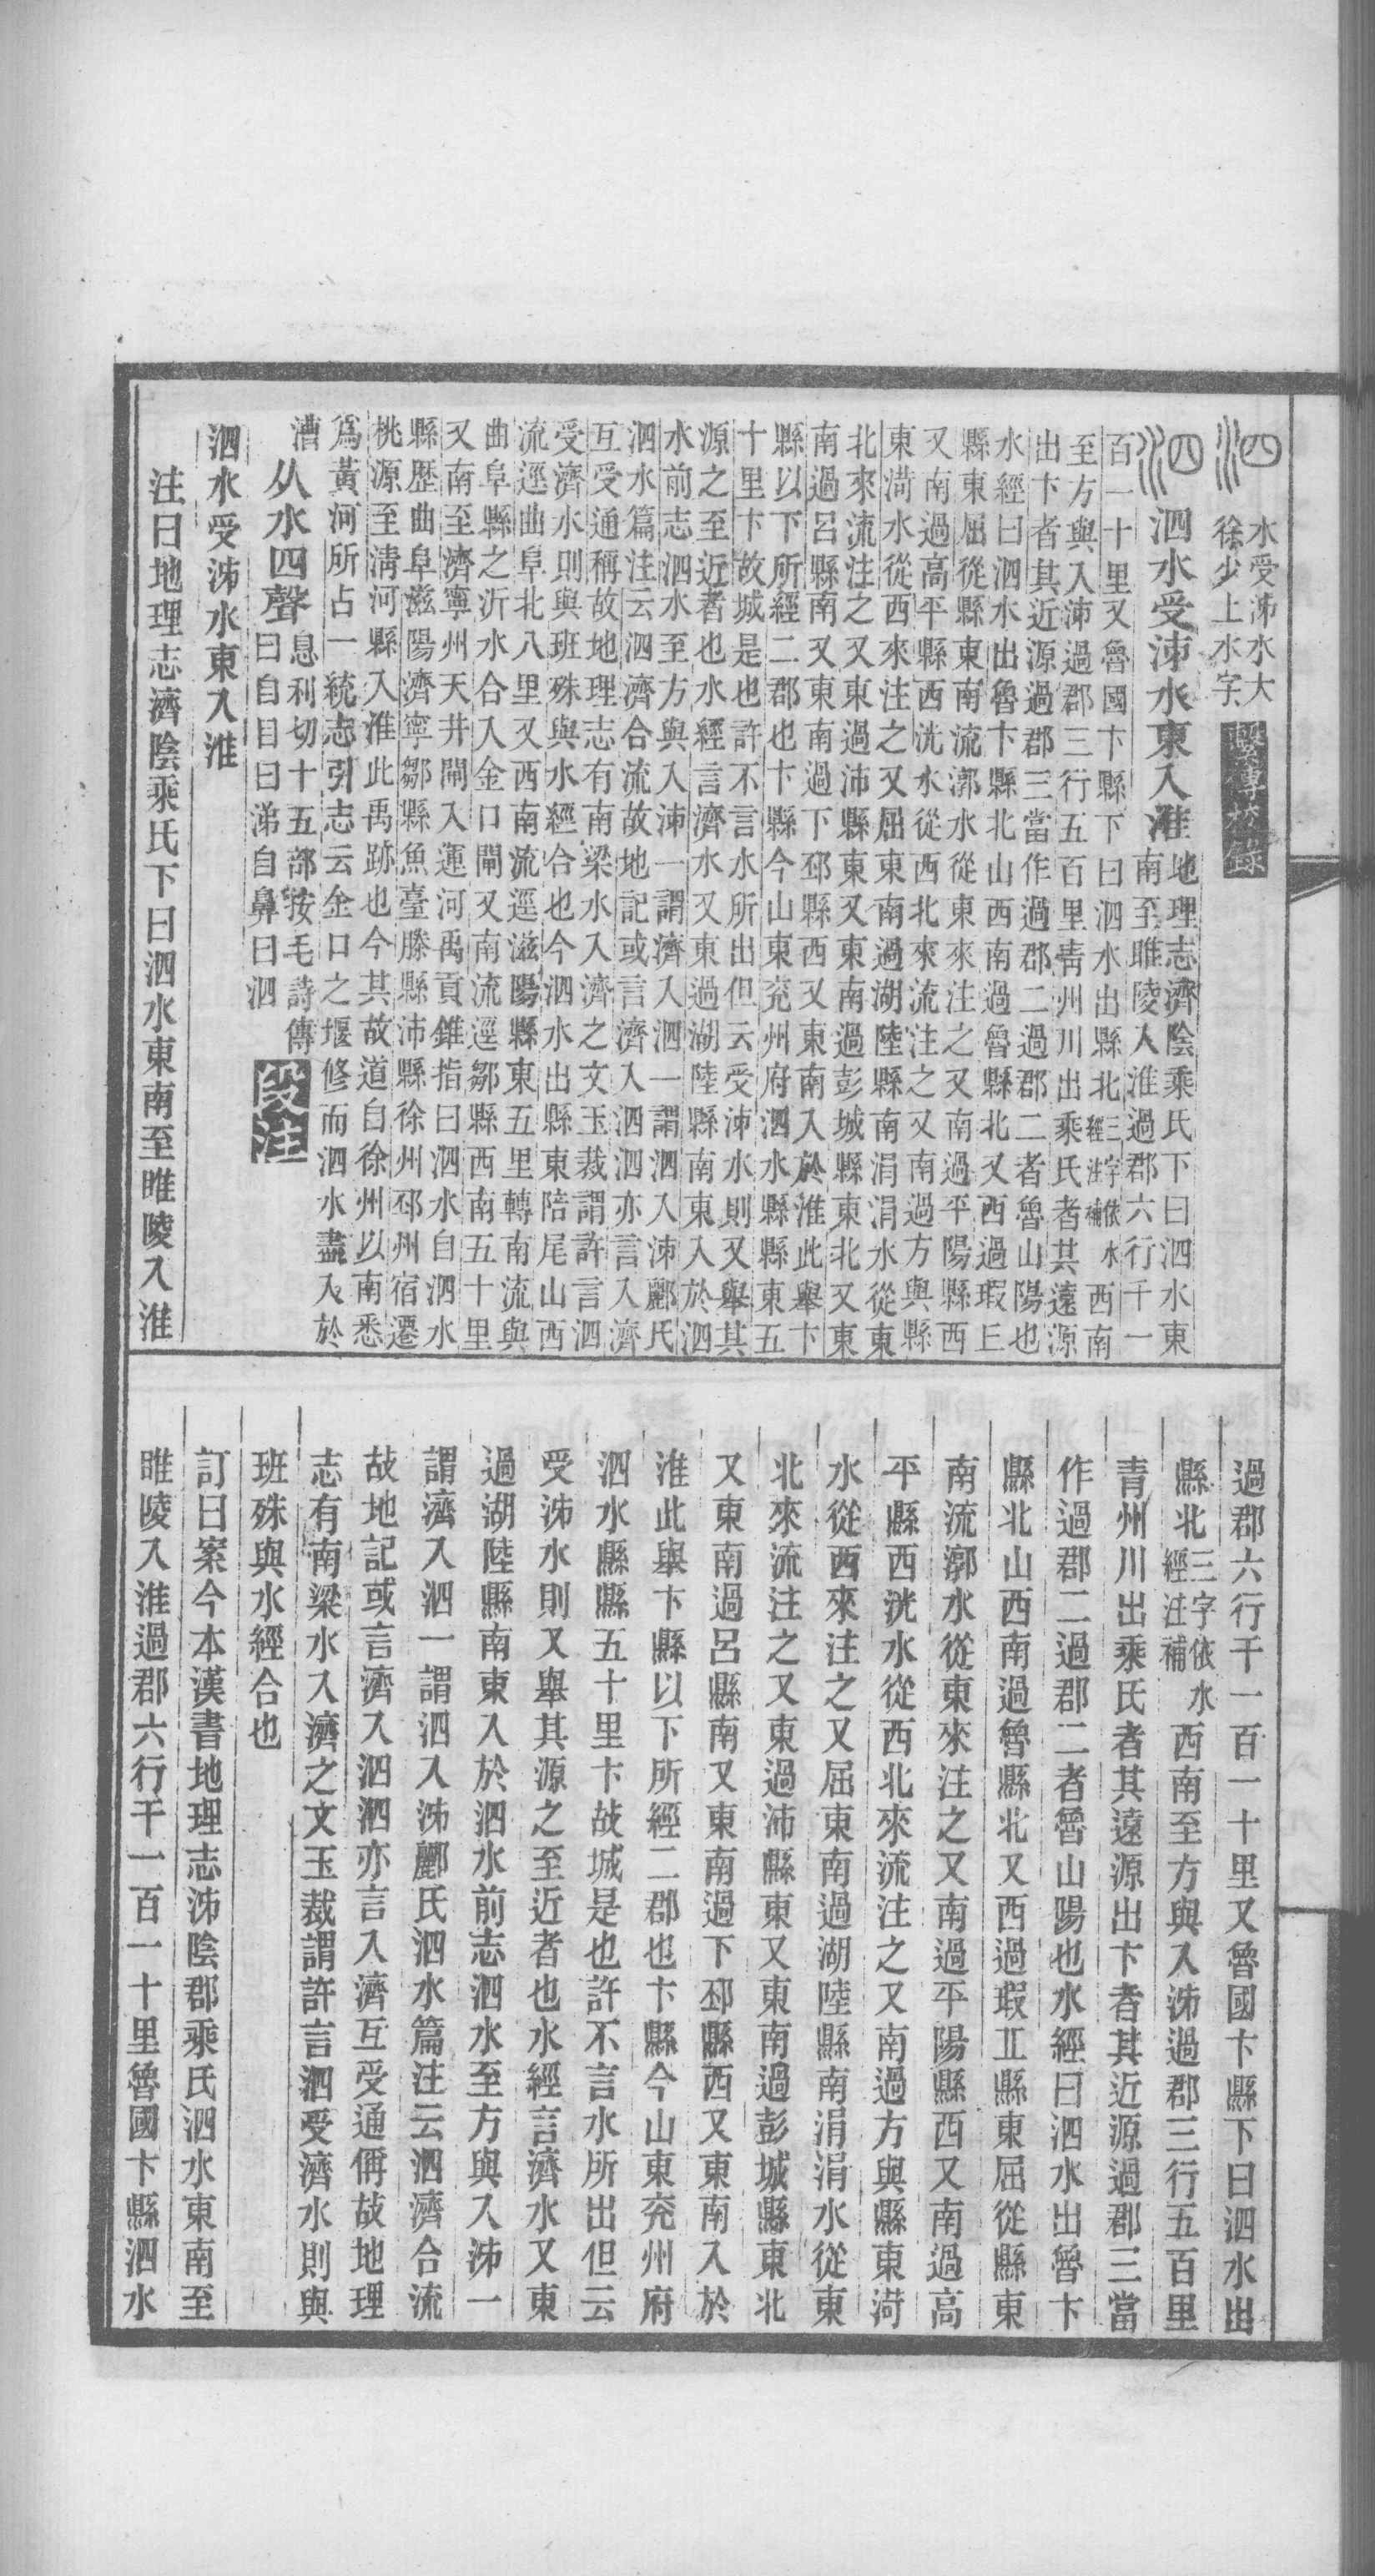 水受泲水大
徐少上水字
繫傳校錄
泗水受泲水東入淮
地理志濟陰乘氏下曰泗水東
南至睢陵入淮過郡六行千一
百一十里又魯國卞縣下曰泗水出縣北三字依水經注補西南
至方與入泲過郡三行五百里青州川出乘氏者其遠源
出卞者其近源過郡三當作過郡二過郡二者魯山陽也
水經曰泗水出魯卞縣北山西南過魯縣北又西過瑕丘
縣東屈從縣東南流漷水從東來注之又南過平陽縣西
又南過高平縣西洸水從西北來流注之又南過方與縣
東菏水從西來注之又屈東南過湖陸縣南涓涓水從東
北來流注之又東過沛縣東又東南過彭城縣東北又東
南過呂縣南又東南過下邳縣西又東南入於淮此舉卞
縣以下所經二郡也卞縣今山東兖州府泗水縣縣東五
十里卞故城是也許不言水所出但云受泲水則又舉其
源之至近者也水經言濟水又東過湖陸縣南東入於泗
水前志泗水至方與入泲一謂濟入泗一謂泗入泲酈氏
泗水篇注云泗濟合流故地記或言濟入泗泗亦言入濟
互受通稱故地理志有南梁水入濟之文玉裁謂許言泗
受濟水則與班殊與水經合也今泗水出縣東陪尾山西
流逕曲阜北八里又西南流逕滋陽縣東五里轉南流與
曲阜縣之沂水合入金口閘又南流逕鄒縣西南五十里
又南至濟寧州天井閘入運河禹貢錐指曰泗水自泗水
縣歷曲阜滋陽濟寧鄒縣魚臺滕縣沛縣徐州邳州宿遷
桃源至淸河縣入淮此禹跡也今其故道自徐州以南悉
爲黃河所占一統志引志云金口之堰修而泗水盡入於
漕
从水四聲
息利切十五部按毛詩傳
曰自目曰涕自鼻曰泗
段注
泗水受泲水東入淮
注曰地理志濟陰乘氏下曰泗水東南至睢陵入淮
過郡六行千一百一十里又魯國卞縣下曰泗水出
縣北三字依水經注補西南至方與入泲過郡三行五百里
青州川出乘氏者其遠源出卞者其近源過郡三當
作過郡二過郡二者魯山陽也水經曰泗水出魯卞
縣北山西南過魯縣北又西過瑕丘縣東屈從縣東
南流漷水從東來注之又南過平陽縣西又南過高
平縣西洸水從西北來流注之又南過方與縣東菏
水從西來注之又屈東南過湖陸縣南涓涓水從東
北來流注之又東過沛縣東又東南過彭城縣東北
又東南過呂縣南又東南過下邳縣西又東南入於
淮此舉卞縣以下所經二郡也卞縣今山東兖州府
泗水縣縣五十里卞故城是也許不言水所出但云
受泲水則又舉其源之至近者也水經言濟水又東
過湖陸縣南東入於泗水前志泗水至方與入泲一
謂濟入泗一謂泗入泲酈氏泗水篇注云泗濟合流
故地記或言濟入泗泗亦言入濟互受通偁故地理
志有南梁水入濟之文玉裁謂許言泗受濟水則與
班殊與水經合也
訂曰案今本漢書地理志泲陰郡乘氏泗水東南至
睢陵入淮過郡六行千一百一十里魯國卞縣泗水